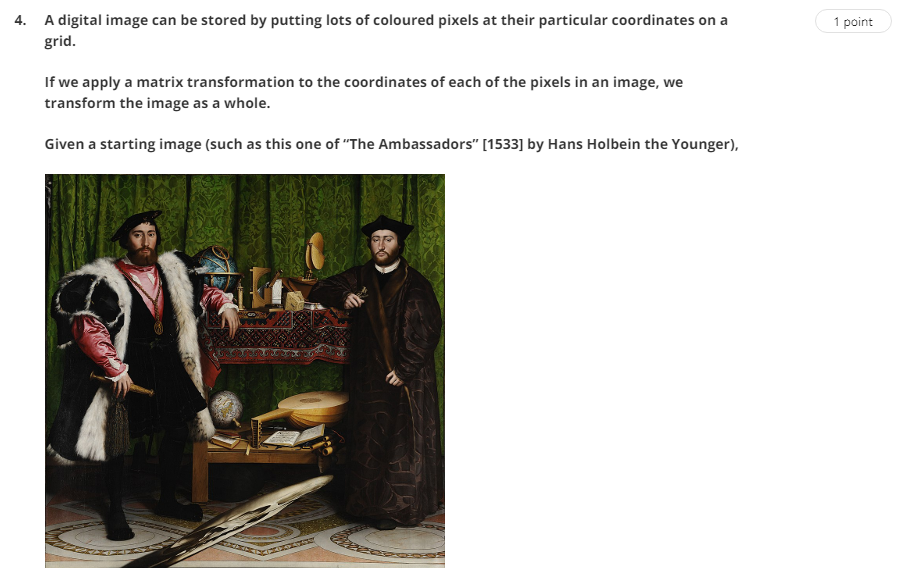 4. A digital image can be stored by putting lots of coloured pixels at their particular coordinates on a
1 point
grid.
If we apply a matrix transformation to the coordinates of each of the pixels in an image, we
transform the image as a whole.
Given a starting image (such as this one of “The Ambassadors” [1533] by Hans Holbein the Younger),